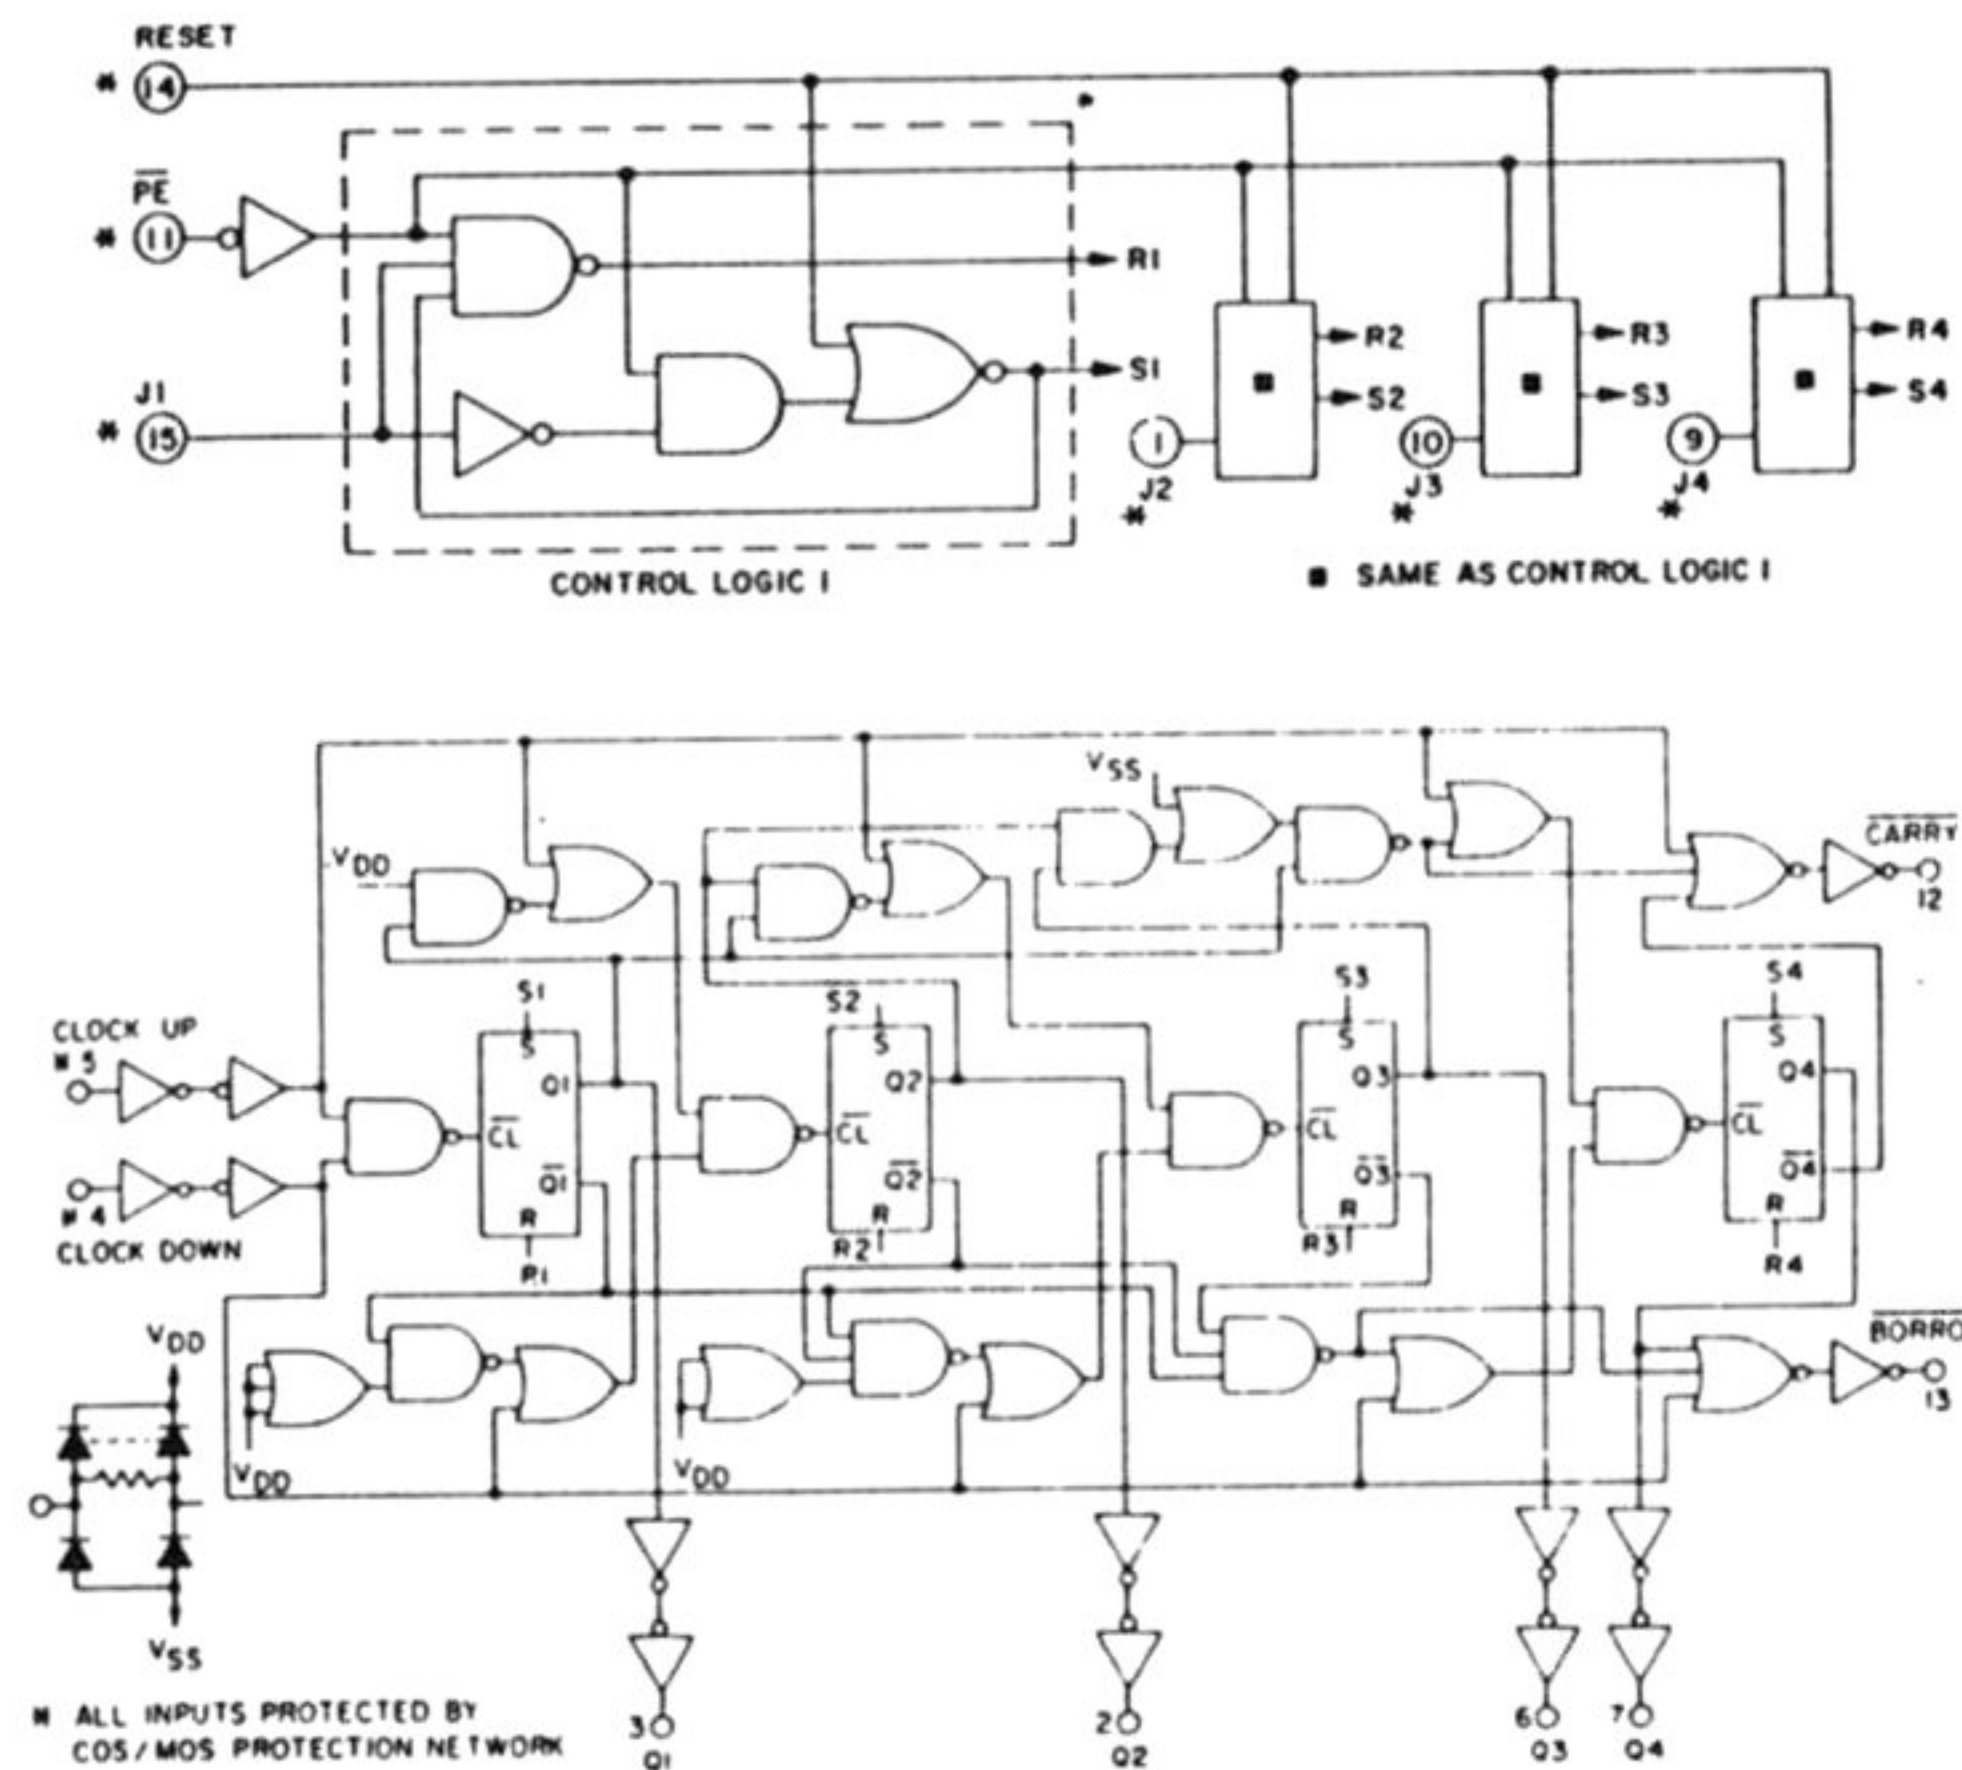 RESET
* 14
PE
* 11
R1
S1
J1
* 15
R2
S2
1
J2
*
R3
S3
10
J3
*
R4
S4
9
J4
*
CONTROL LOGIC 1
■ SAME AS CONTROL LOGIC 1
VSS
CARRY
12
VDD
S1
S2
S3
S4
CLOCK UP
* 5
S
Q1
CL
Q1
R
R1
S
Q2
CL
Q2
R
R2
S
Q3
CL
Q3
R
R3
S
Q4
CL
Q4
R
R4
* 4
CLOCK DOWN
VDD
BORRO
13
VDD
VDD
VSS
* ALL INPUTS PROTECTED BY
COS/MOS PROTECTION NETWORK
3
Q1
2
Q2
6
Q3
7
Q4